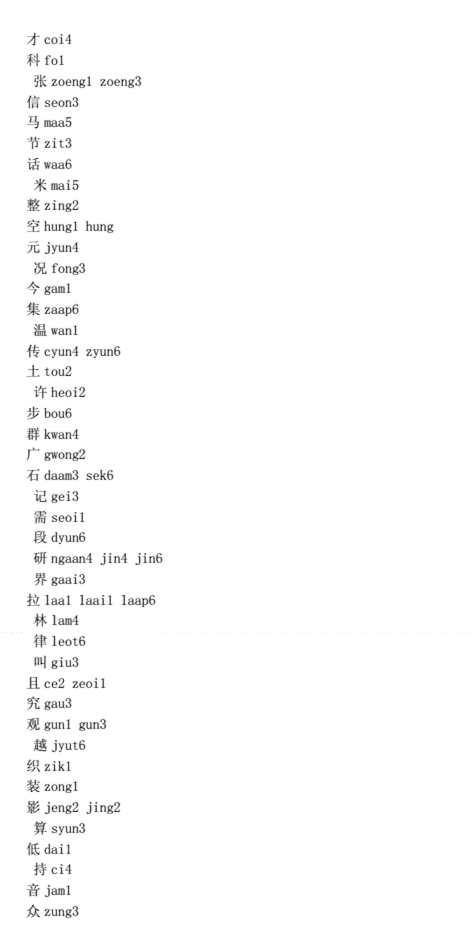 才 coi4
科 fo1
张 zoeng1 zoeng3
信 seon3
马 maa5
节 zit3
话 waa6
米 mai5
整 zing2
空 hung1 hung
元 jyun4
况 fong3
今 gam1
集 zaap6
温 wan1
传 cyun4 zyun6
土 tou2
许 heoi2
步 bou6
群 kwan4
广 gwong2
石 daam3 sek6
记 gei3
需 seoi1
段 dyun6
研 ngaan4 jin4 jin6
界 gaai3
拉 laa1 laai1 laap6
林 lam4
律 leot6
叫 giu3
且 ce2 zeoi1
究 gau3
观 gun1 gun3
越 jyut6
织 zik1
装 zong1
影 jeng2 jing2
算 syun3
低 dai1
持 ci4
音 jam1
众 zung3